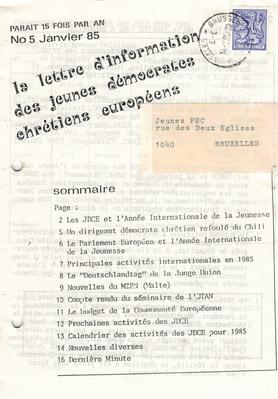 PARAIT 15 FOIS PAR AN
No 5 Janvier 85
la lettre d'information
des jeunes démocrates
chrétiens européens
Jeunes PSC
rue des Deux Eglises
1040 BRUXELLES
sommaire
Page :
2 Les JDCE et l'Année Internationale de la Jeunesse
5 Un dirigeant démocrate chrétien refoulé du Chili
6 Le Parlement Européen et l'Année Internationale
de la Jeunesse
7 Principales activités internationales en 1985
8 Le "Deutschlandtag" de la Junge Union
9 Nouvelles du MZPN (Malte)
10 Compte rendu du séminaire de l'JTAN
11 Le budget de la Communauté Européenne
12 Prochaines activités des JDCE
13 Calendrier des activités des JDCE pour 1985
14 Nouvelles diverses
16 Dernière Minute